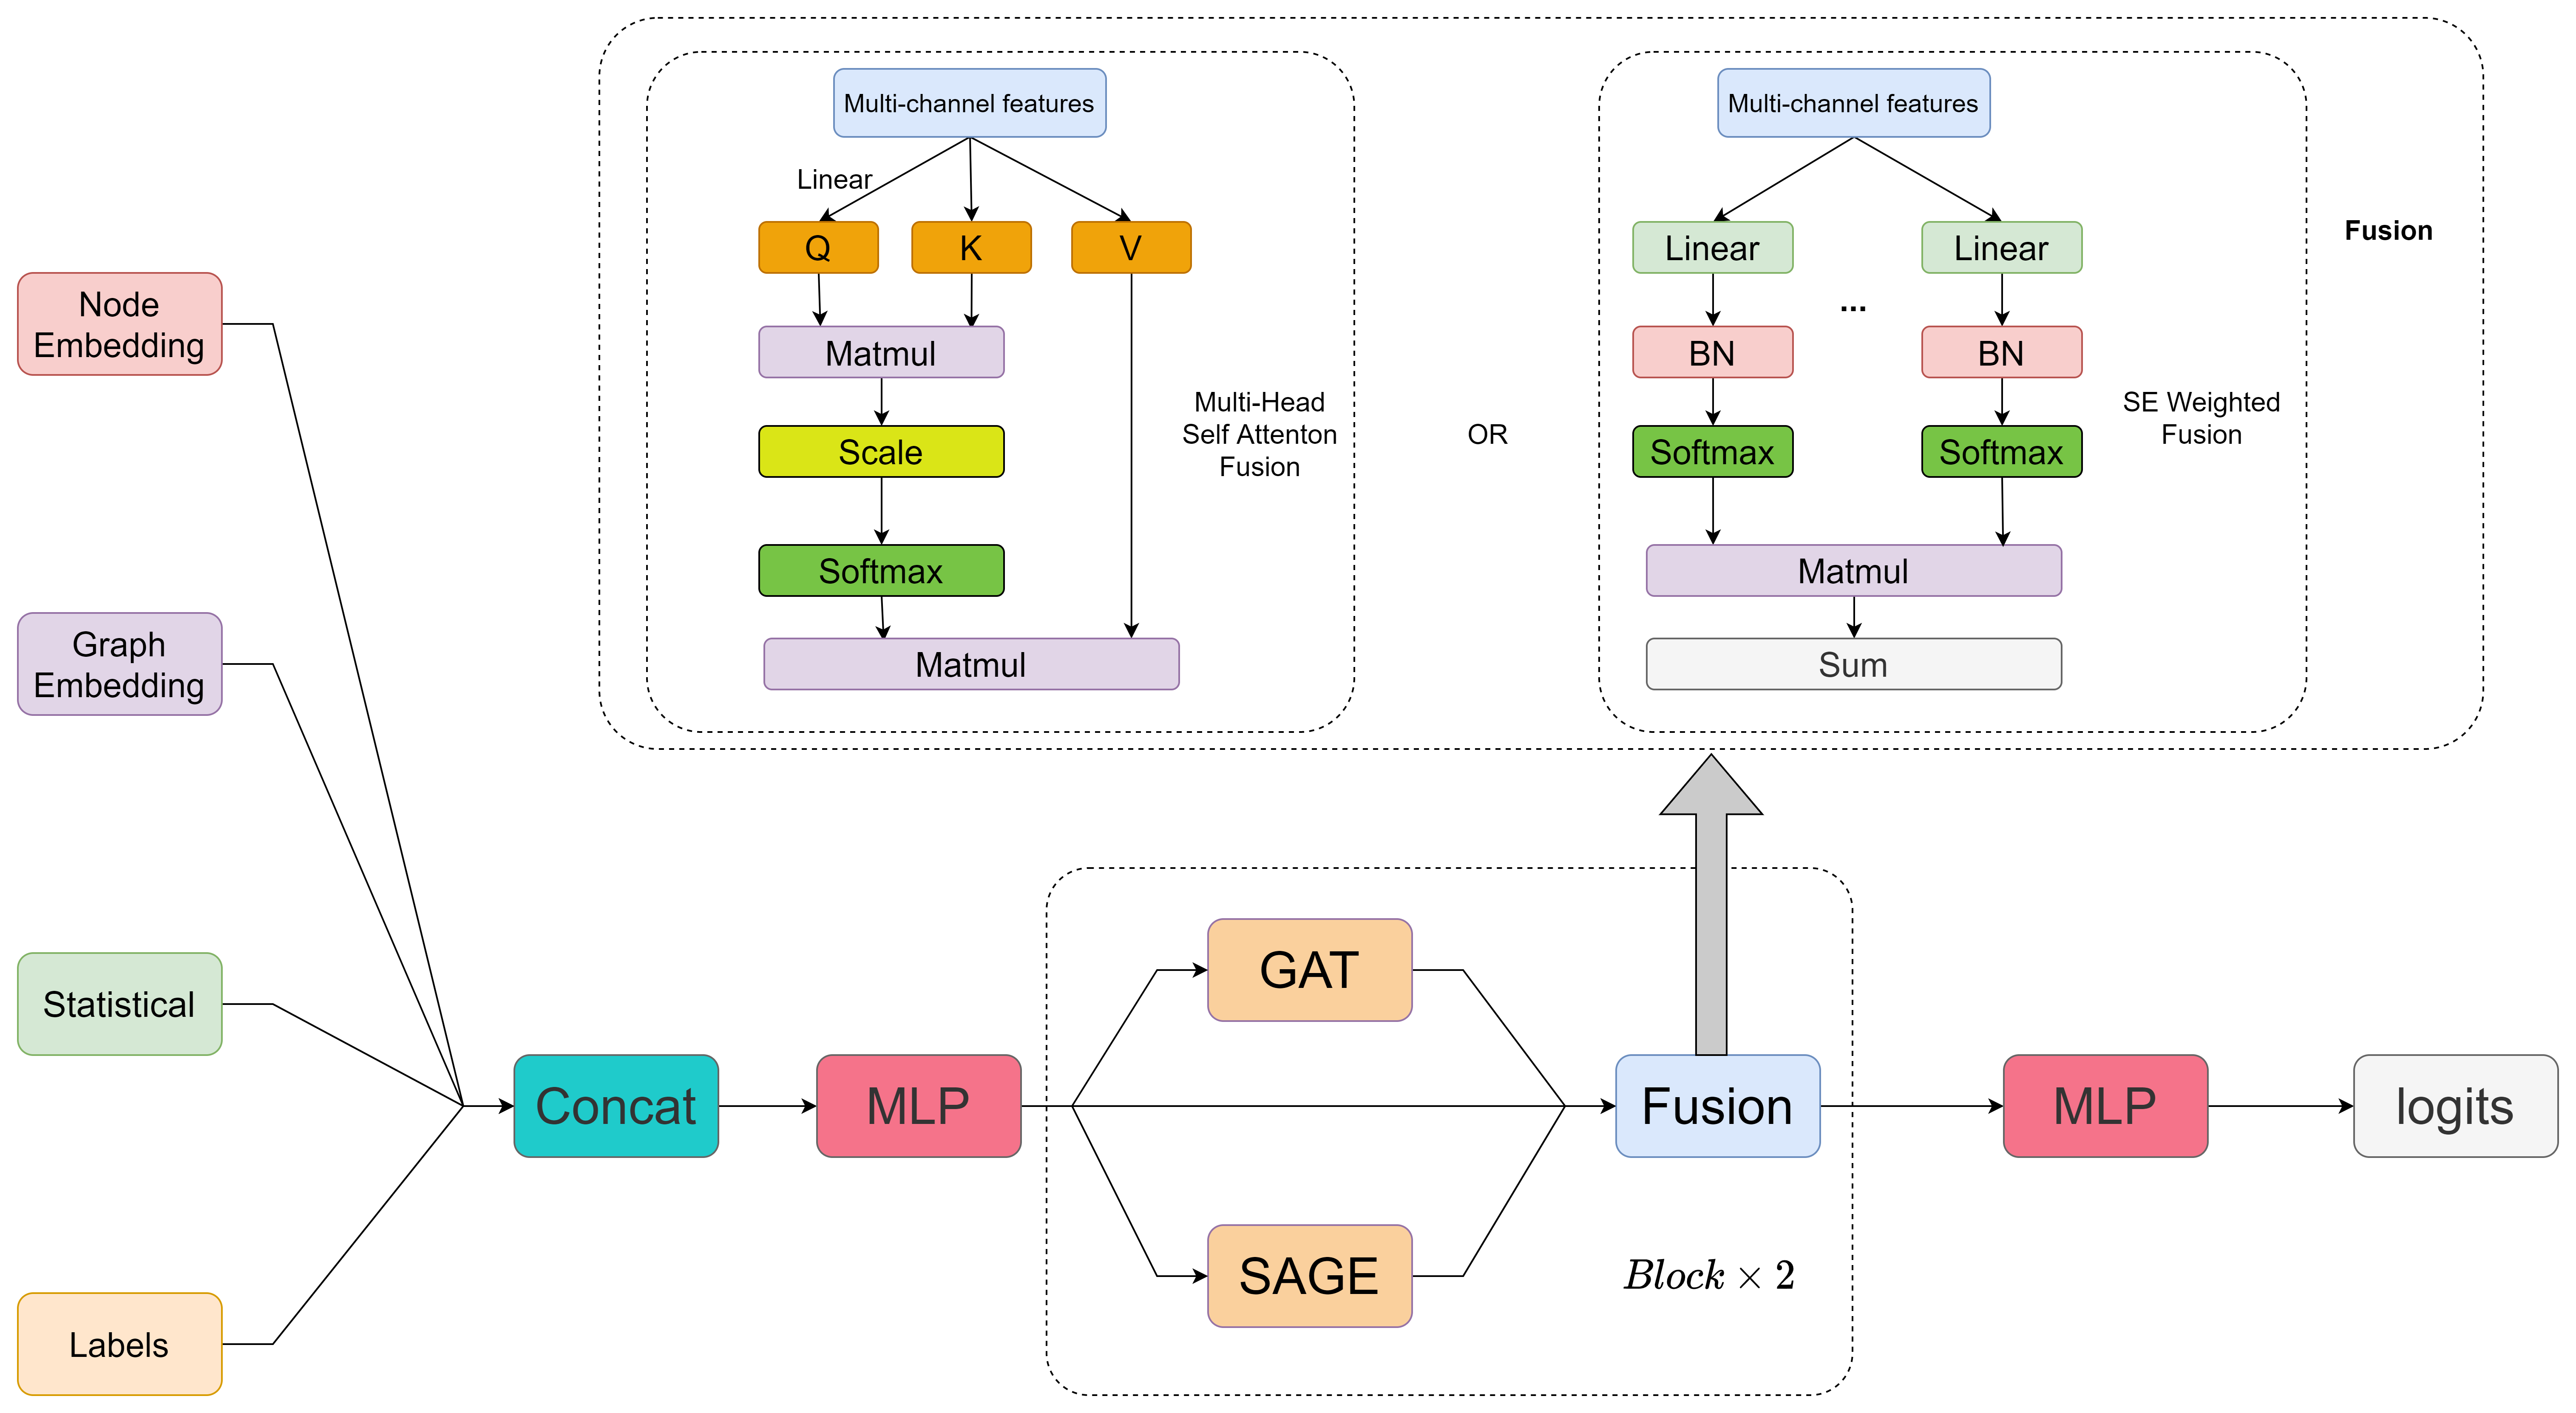 Multi-channel features
Linear
Q
K
V
Matmul
Scale
Softmax
Matmul
Multi-Head
Self Attenton
Fusion
OR
Multi-channel features
Linear
Linear
...
BN
BN
Softmax
Softmax
Matmul
Sum
SE Weighted
Fusion
Fusion
Node
Embedding
Graph
Embedding
Statistical
Labels
Concat
MLP
GAT
SAGE
Fusion
Block × 2
MLP
logits